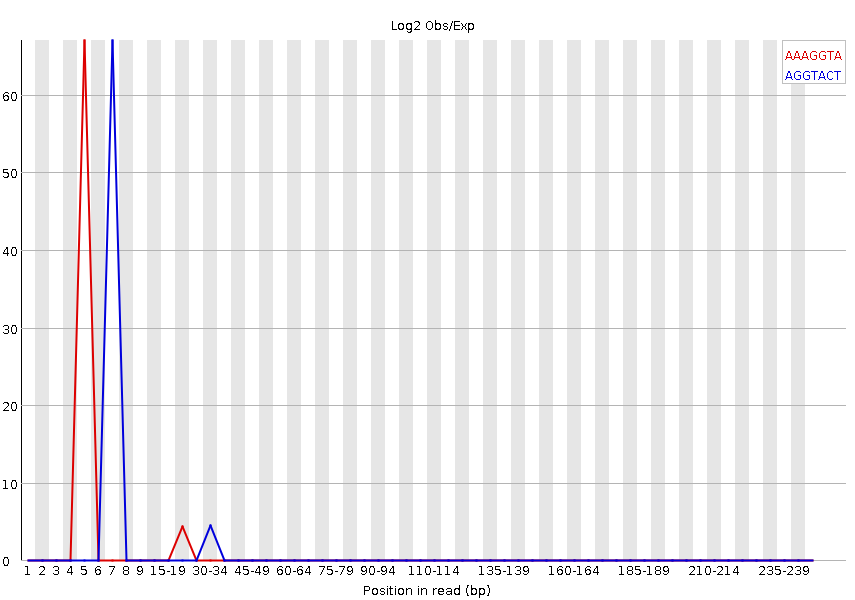 Log2 Obs/Exp
AAAGGTA
AGGTACT
60
50
40
30
20
10
0
1 2 3 4 5 6 7 8 9 15-19 30-34 45-49 60-64 75-79 90-94 110-114 135-139 160-164 185-189 210-214 235-239
Position in read (bp)